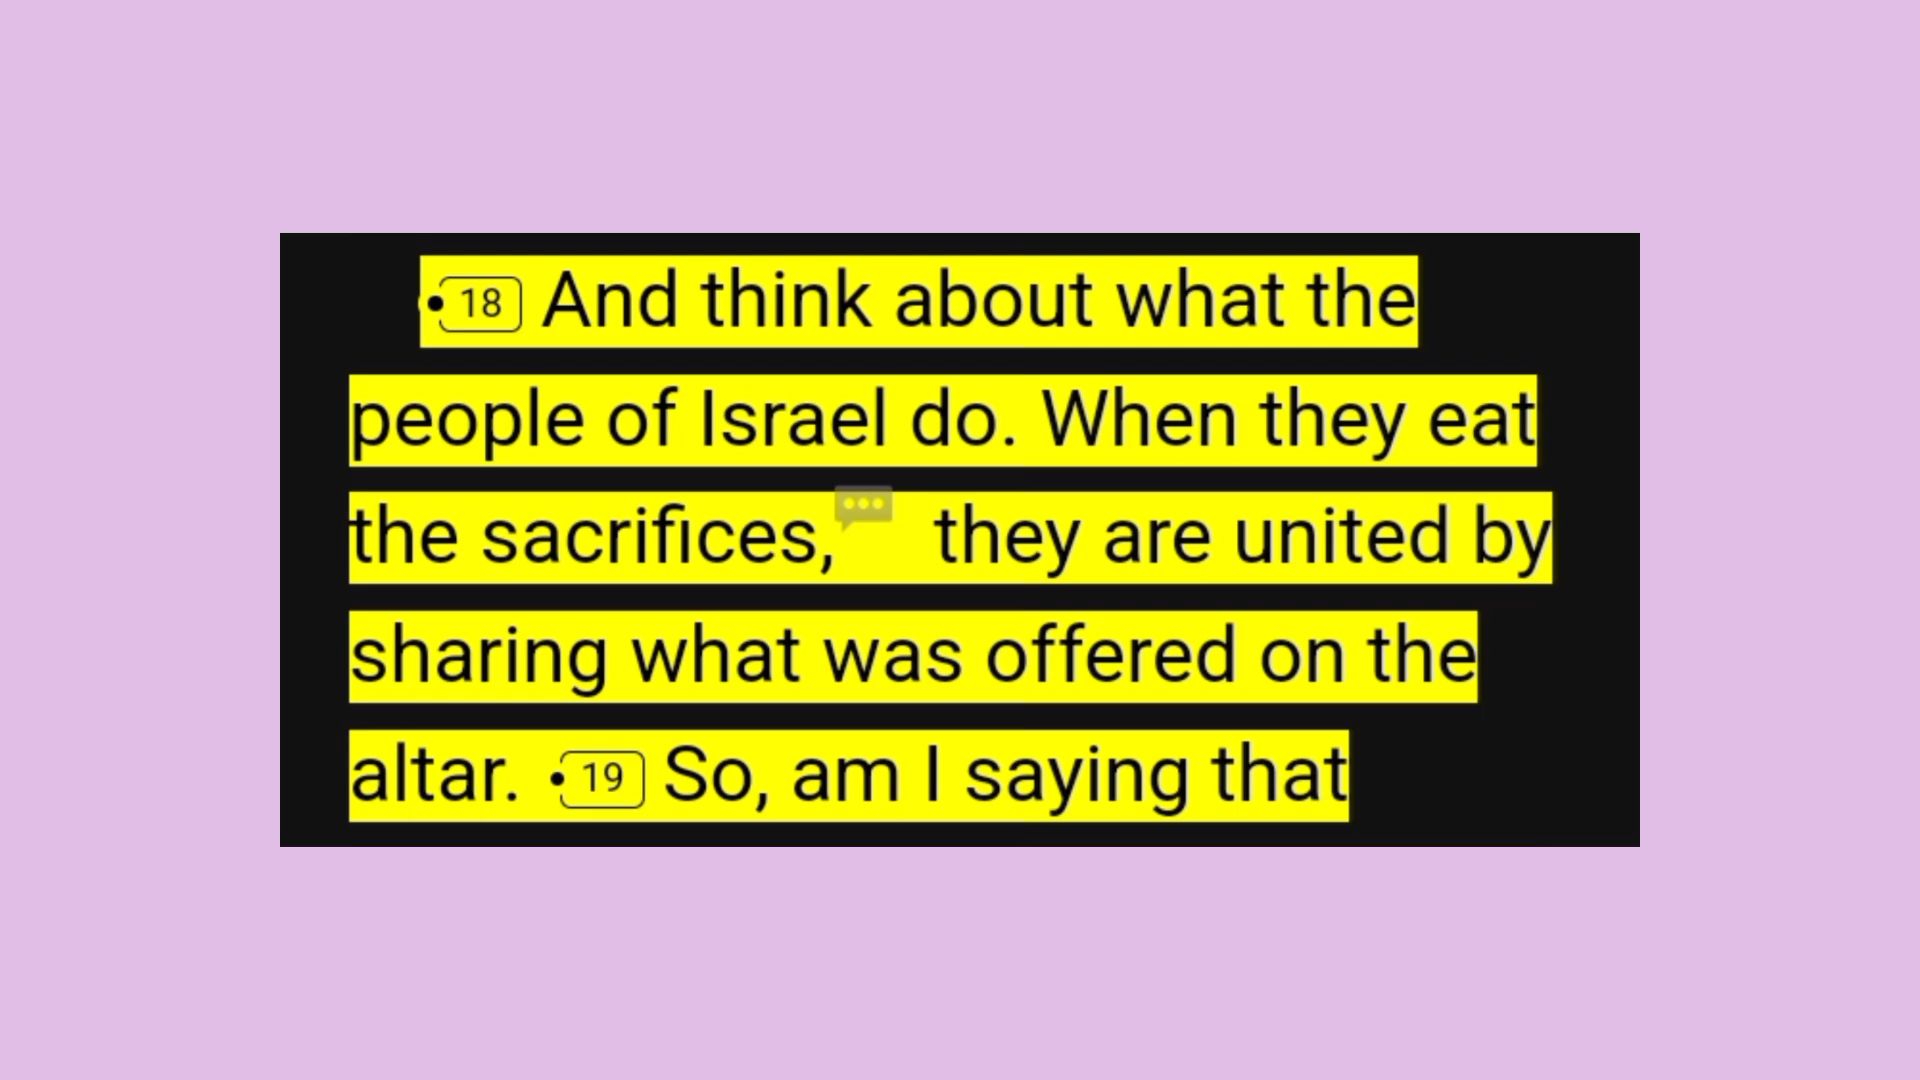 18 And think about what the
people of Israel do. When they eat
the sacrifices, they are united by
sharing what was offered on the
altar. 19 So, am I saying that